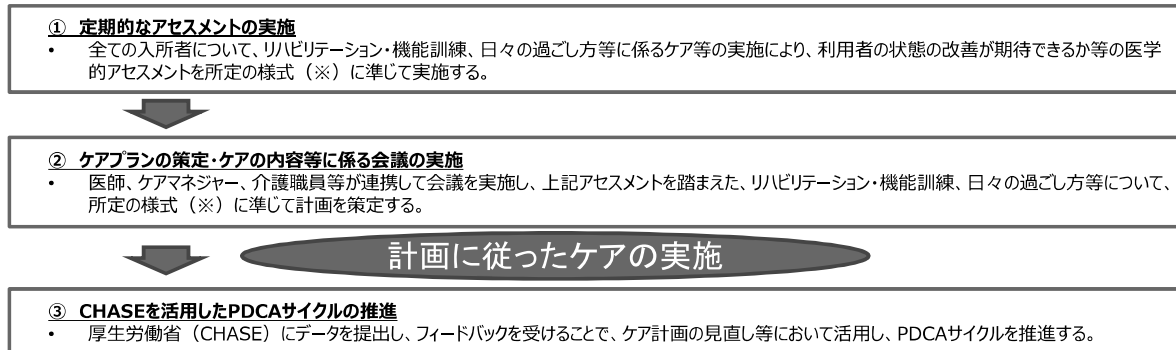 ① 定期的なアセスメントの実施
• 全ての入所者について、リハビリテーション・機能訓練、日々の過ごし方等に係るケア等の実施により、利用者の状態の改善が期待できるか等の医学
的アセスメントを所定の様式（※）に準じて実施する。
② ケアプランの策定・ケアの内容等に係る会議の実施
• 医師、ケアマネジャー、介護職員等が連携して会議を実施し、上記アセスメントを踏まえた、リハビリテーション・機能訓練、日々の過ごし方等について、
所定の様式（※）に準じて計画を策定する。
計画に従ったケアの実施
③ CHASEを活用したPDCAサイクルの推進
• 厚生労働省（CHASE）にデータを提出し、フィードバックを受けることで、ケア計画の見直し等において活用し、PDCAサイクルを推進する。